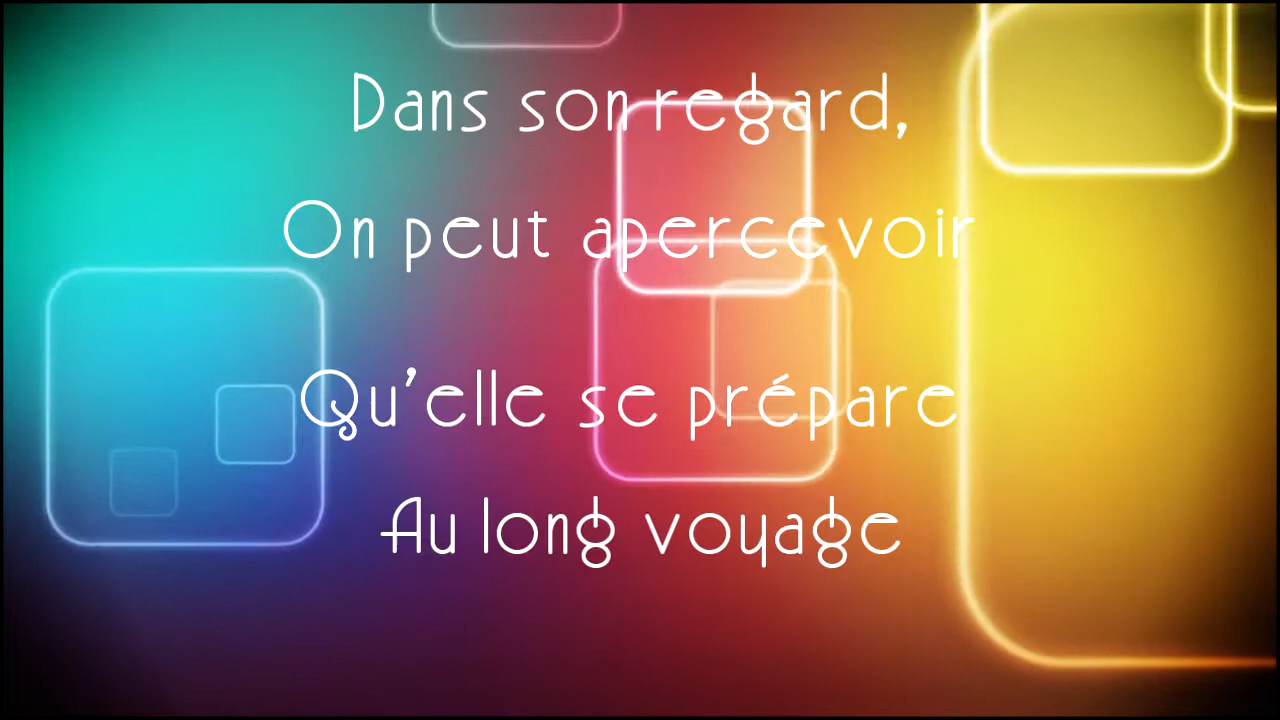 Dans son regard,
On peut apercevoir
Qu'elle se prépare
Au long voyage